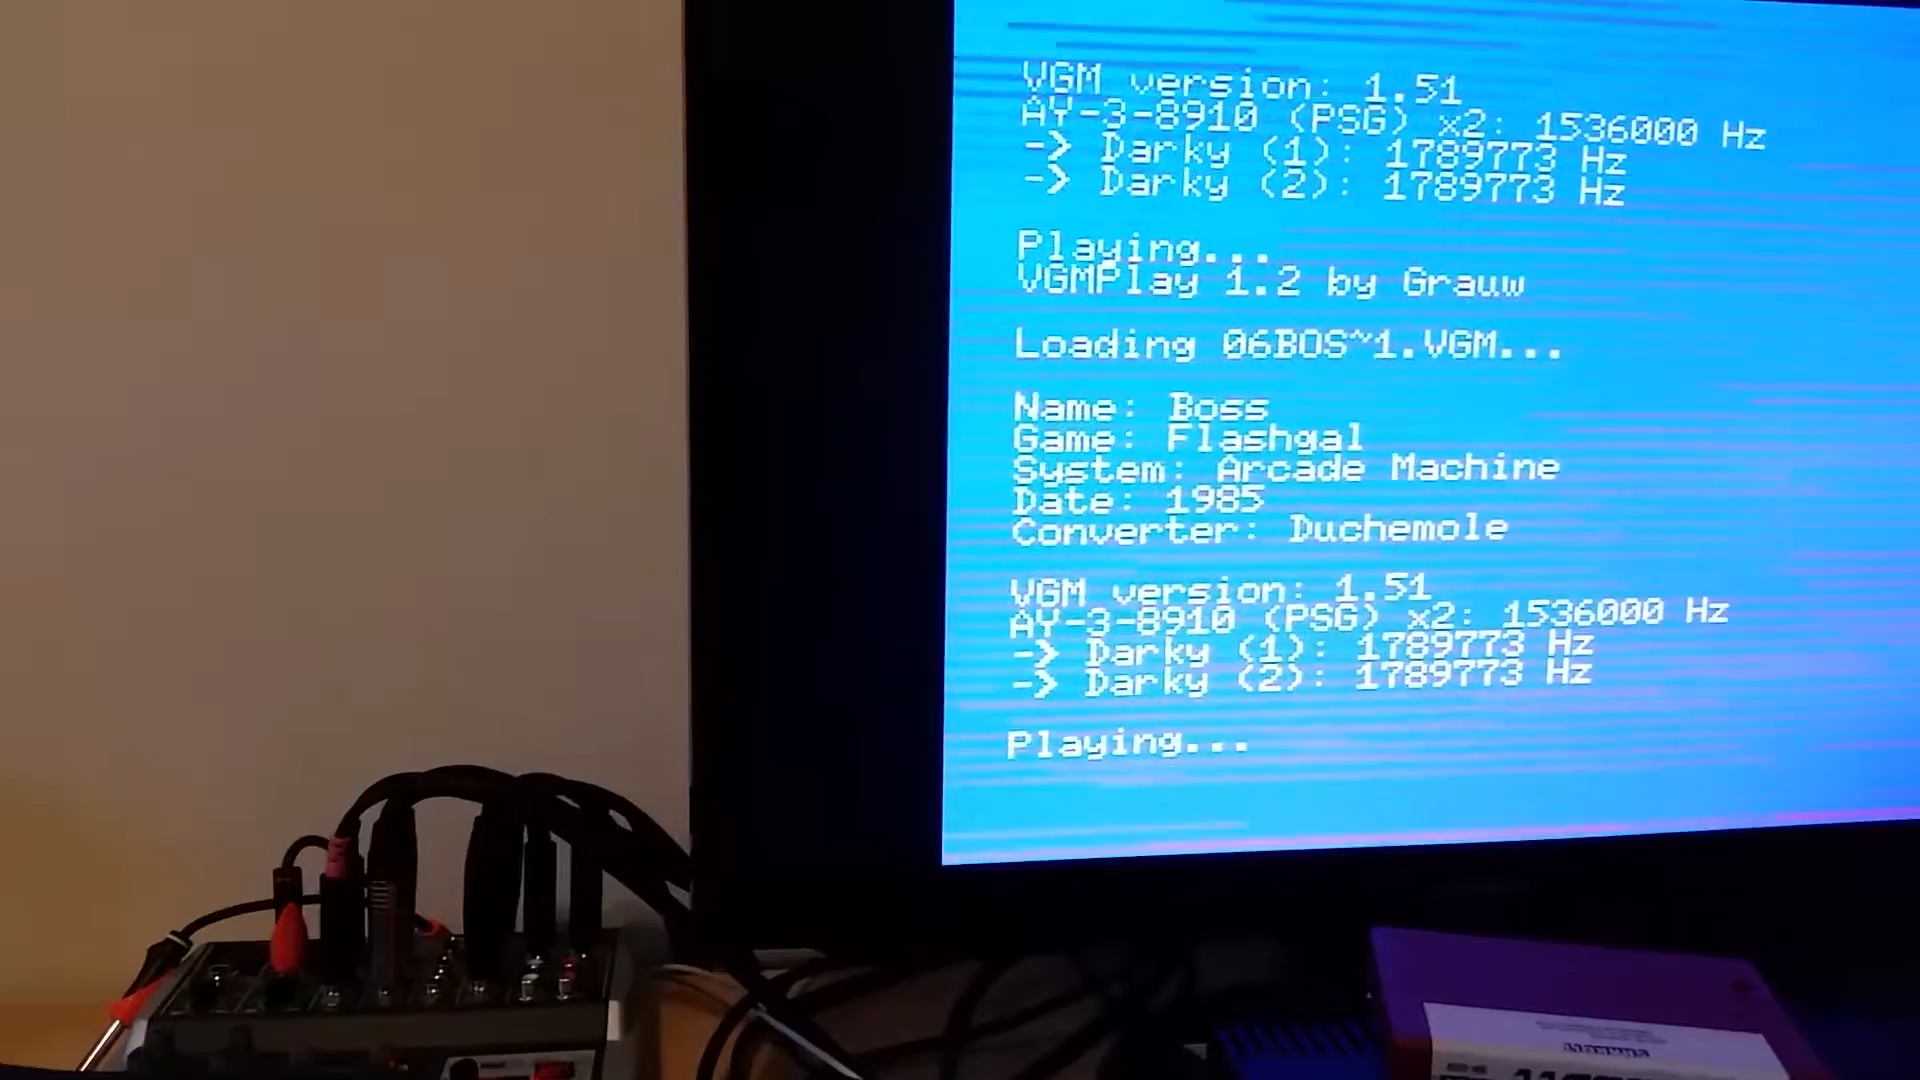 VGM version: 1.51
AY-3-8910 (PSG) x2: 1536000 Hz
-> Darky (1): 1789773 Hz
-> Darky (2): 1789773 Hz
Playing...
VGMPlay 1.2 by Grauw
Loading 06BOS~1.VGM...
Name: Boss
Game: Flashgal
System: Arcade Machine
Date: 1985
Converter: Duchemole
VGM version: 1.51
AY-3-8910 (PSG) x2: 1536000 Hz
-> Darky (1): 1789773 Hz
-> Darky (2): 1789773 Hz
Playing...